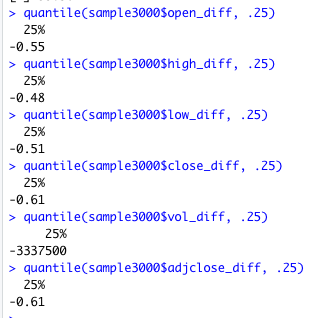 > quantile(sample3000$open_diff, .25)
25%
-0.55
> quantile(sample3000$high_diff, .25)
25%
-0.48
> quantile(sample3000$low_diff, .25)
25%
-0.51
> quantile(sample3000$close_diff, .25)
25%
-0.61
> quantile(sample3000$vol_diff, .25)
25%
-3337500
> quantile(sample3000$adjclose_diff, .25)
25%
-0.61